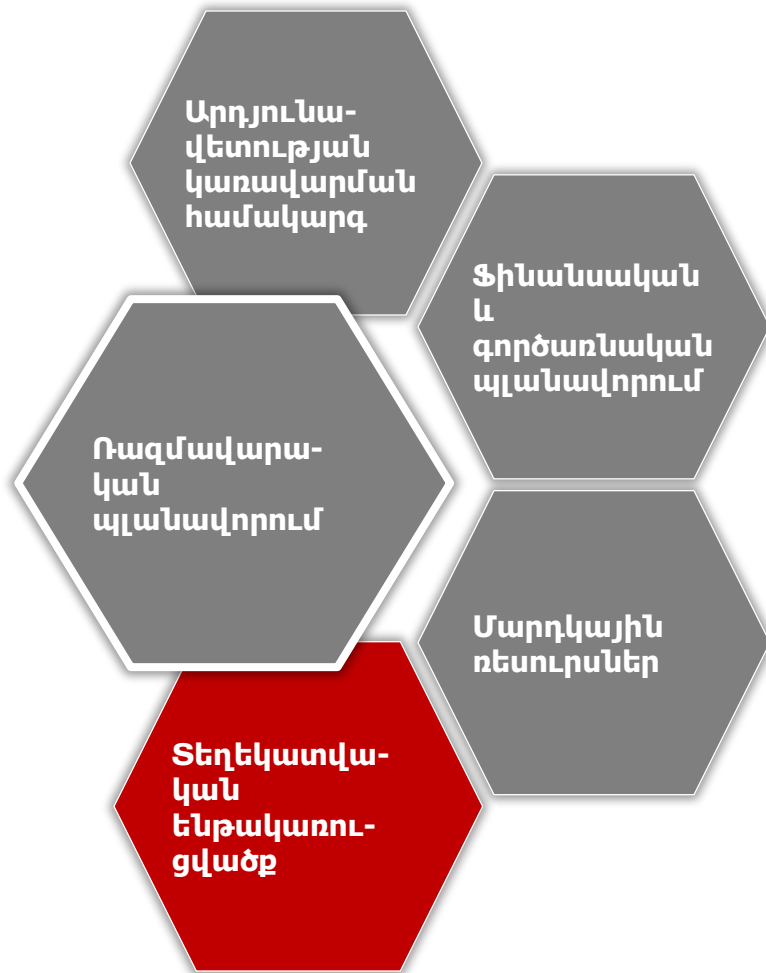 Արդյունա-
վետության
կառավարման
համակարգ
Ֆինանսական
և
գործառնական
պլանավորում
Ռազմավարա-
կան
պլանավորում
Մարդկային
ռեսուրսներ
Տեղեկատվա-
կան
ենթակառու-
ցվածք